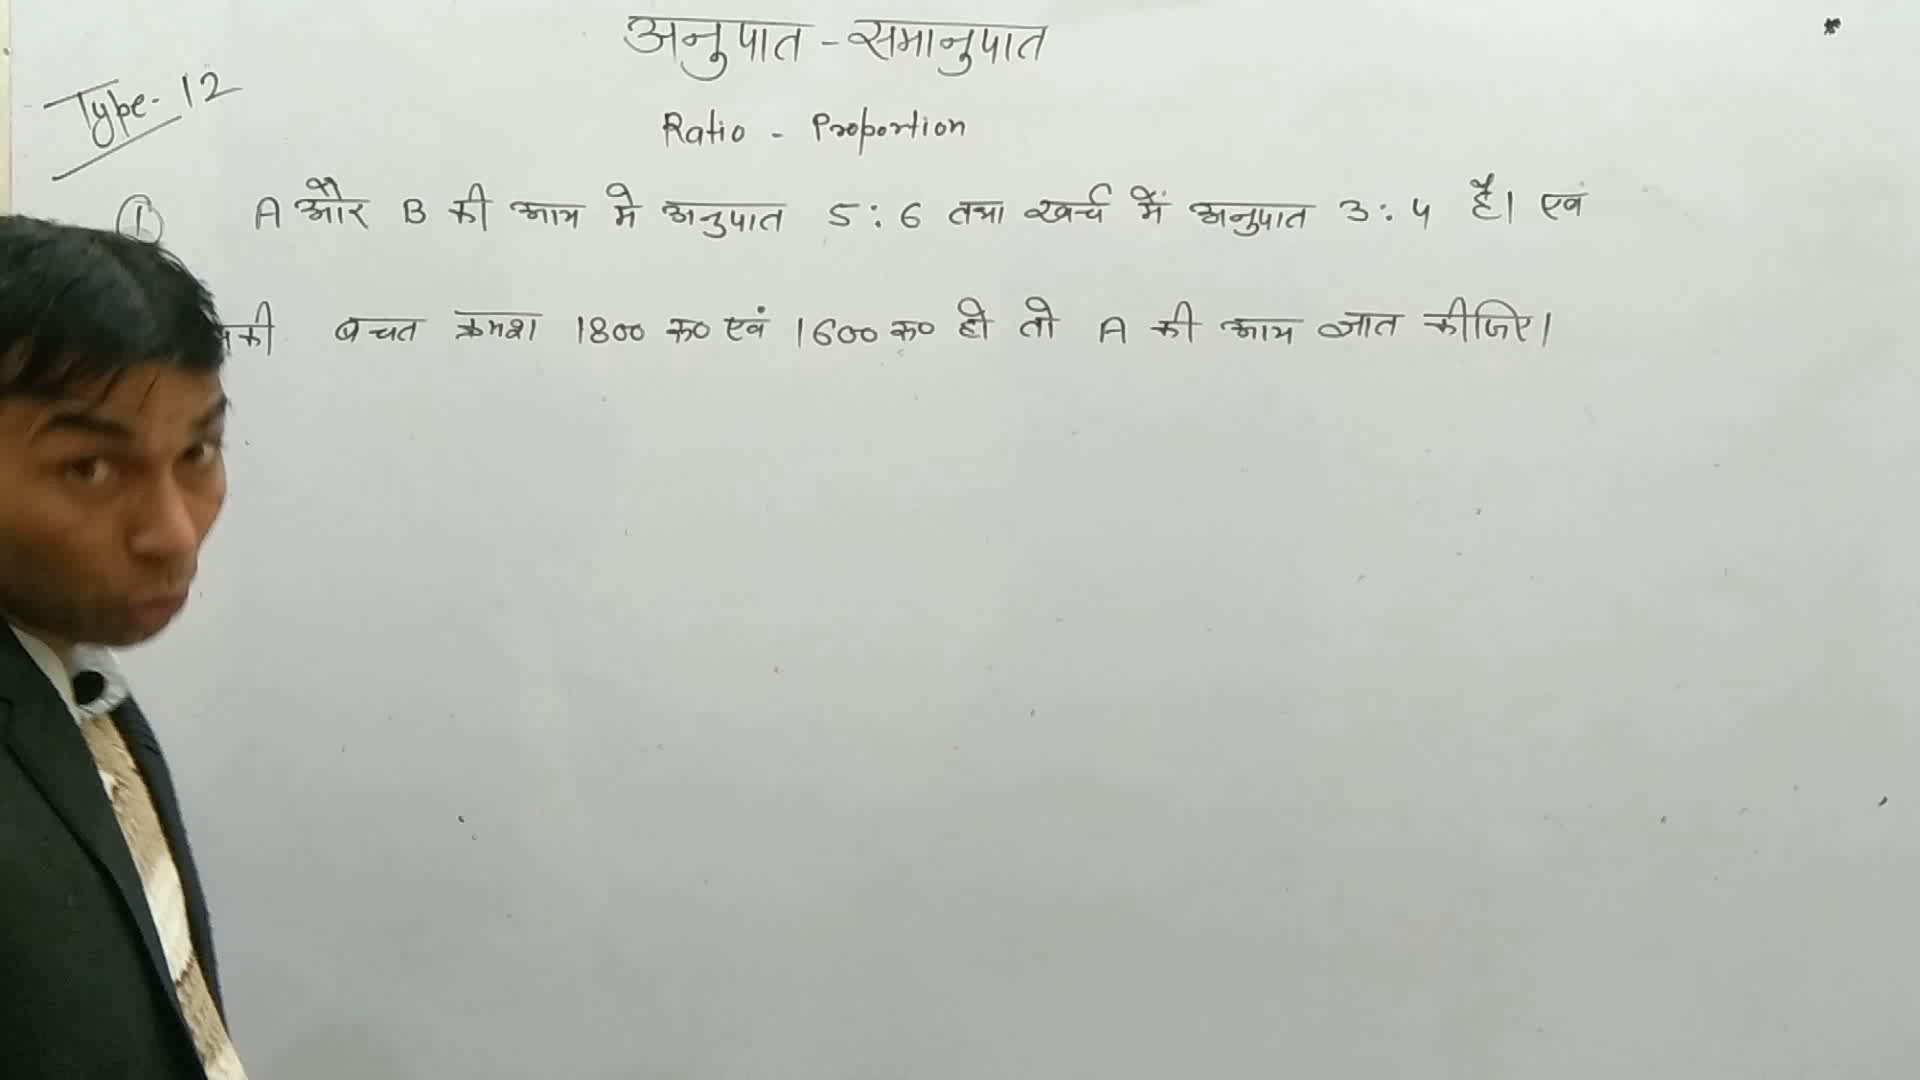 अनुपात - समानुपात
Type- 12
Ratio - Proportion
① A और B की आय मे अनुपात 5 : 6 तथा खर्च में अनुपात 3 : 4 है। एवं
की बचत क्रमश 1800 रू० एवं 1600 रू० हो तो A की आय ज्ञात कीजिए।